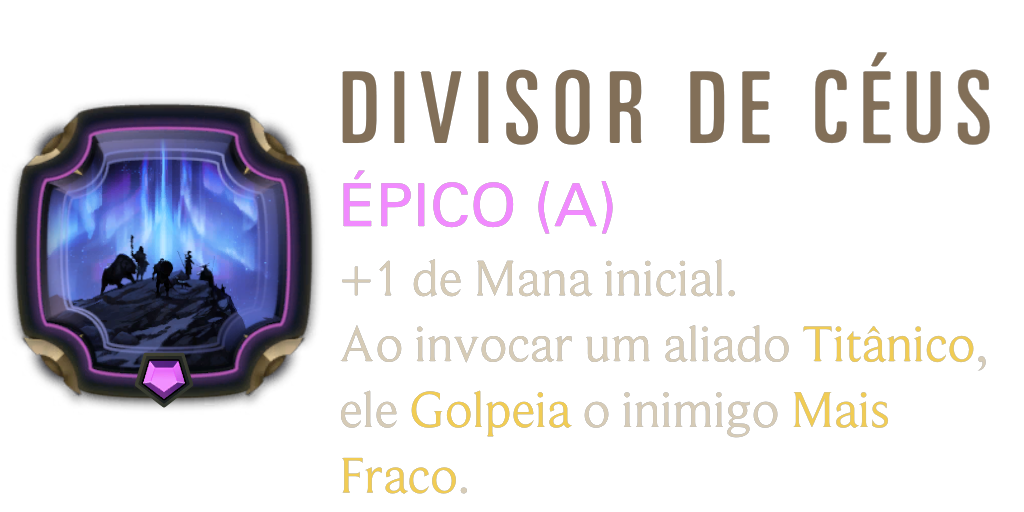 DIVISOR DE CÉUS
ÉPICO (A)
+1 de Mana inicial.
Ao invocar um aliado Titânico,
ele Golpeia o inimigo Mais
Fraco.